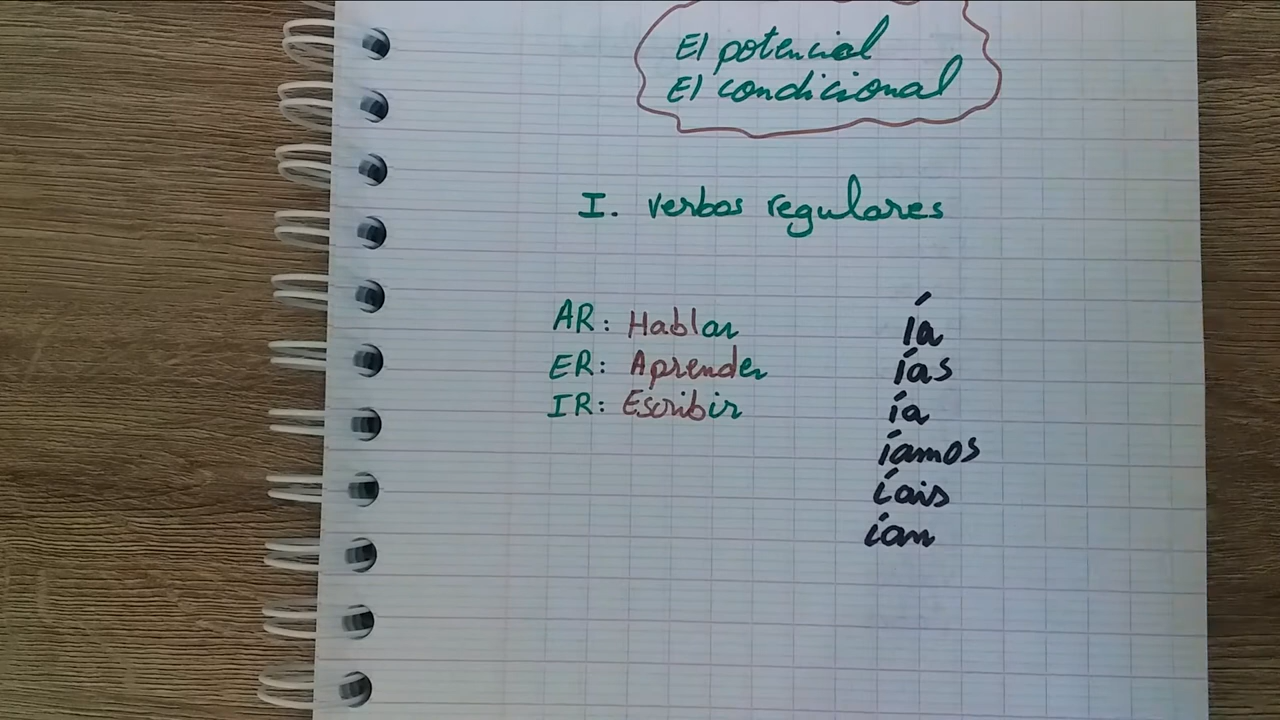 El potencial
El condicional
I. verbos regulares
AR: Hablar
ER: Aprender
IR: Escribir
ía
ías
ía
íamos
íais
ían